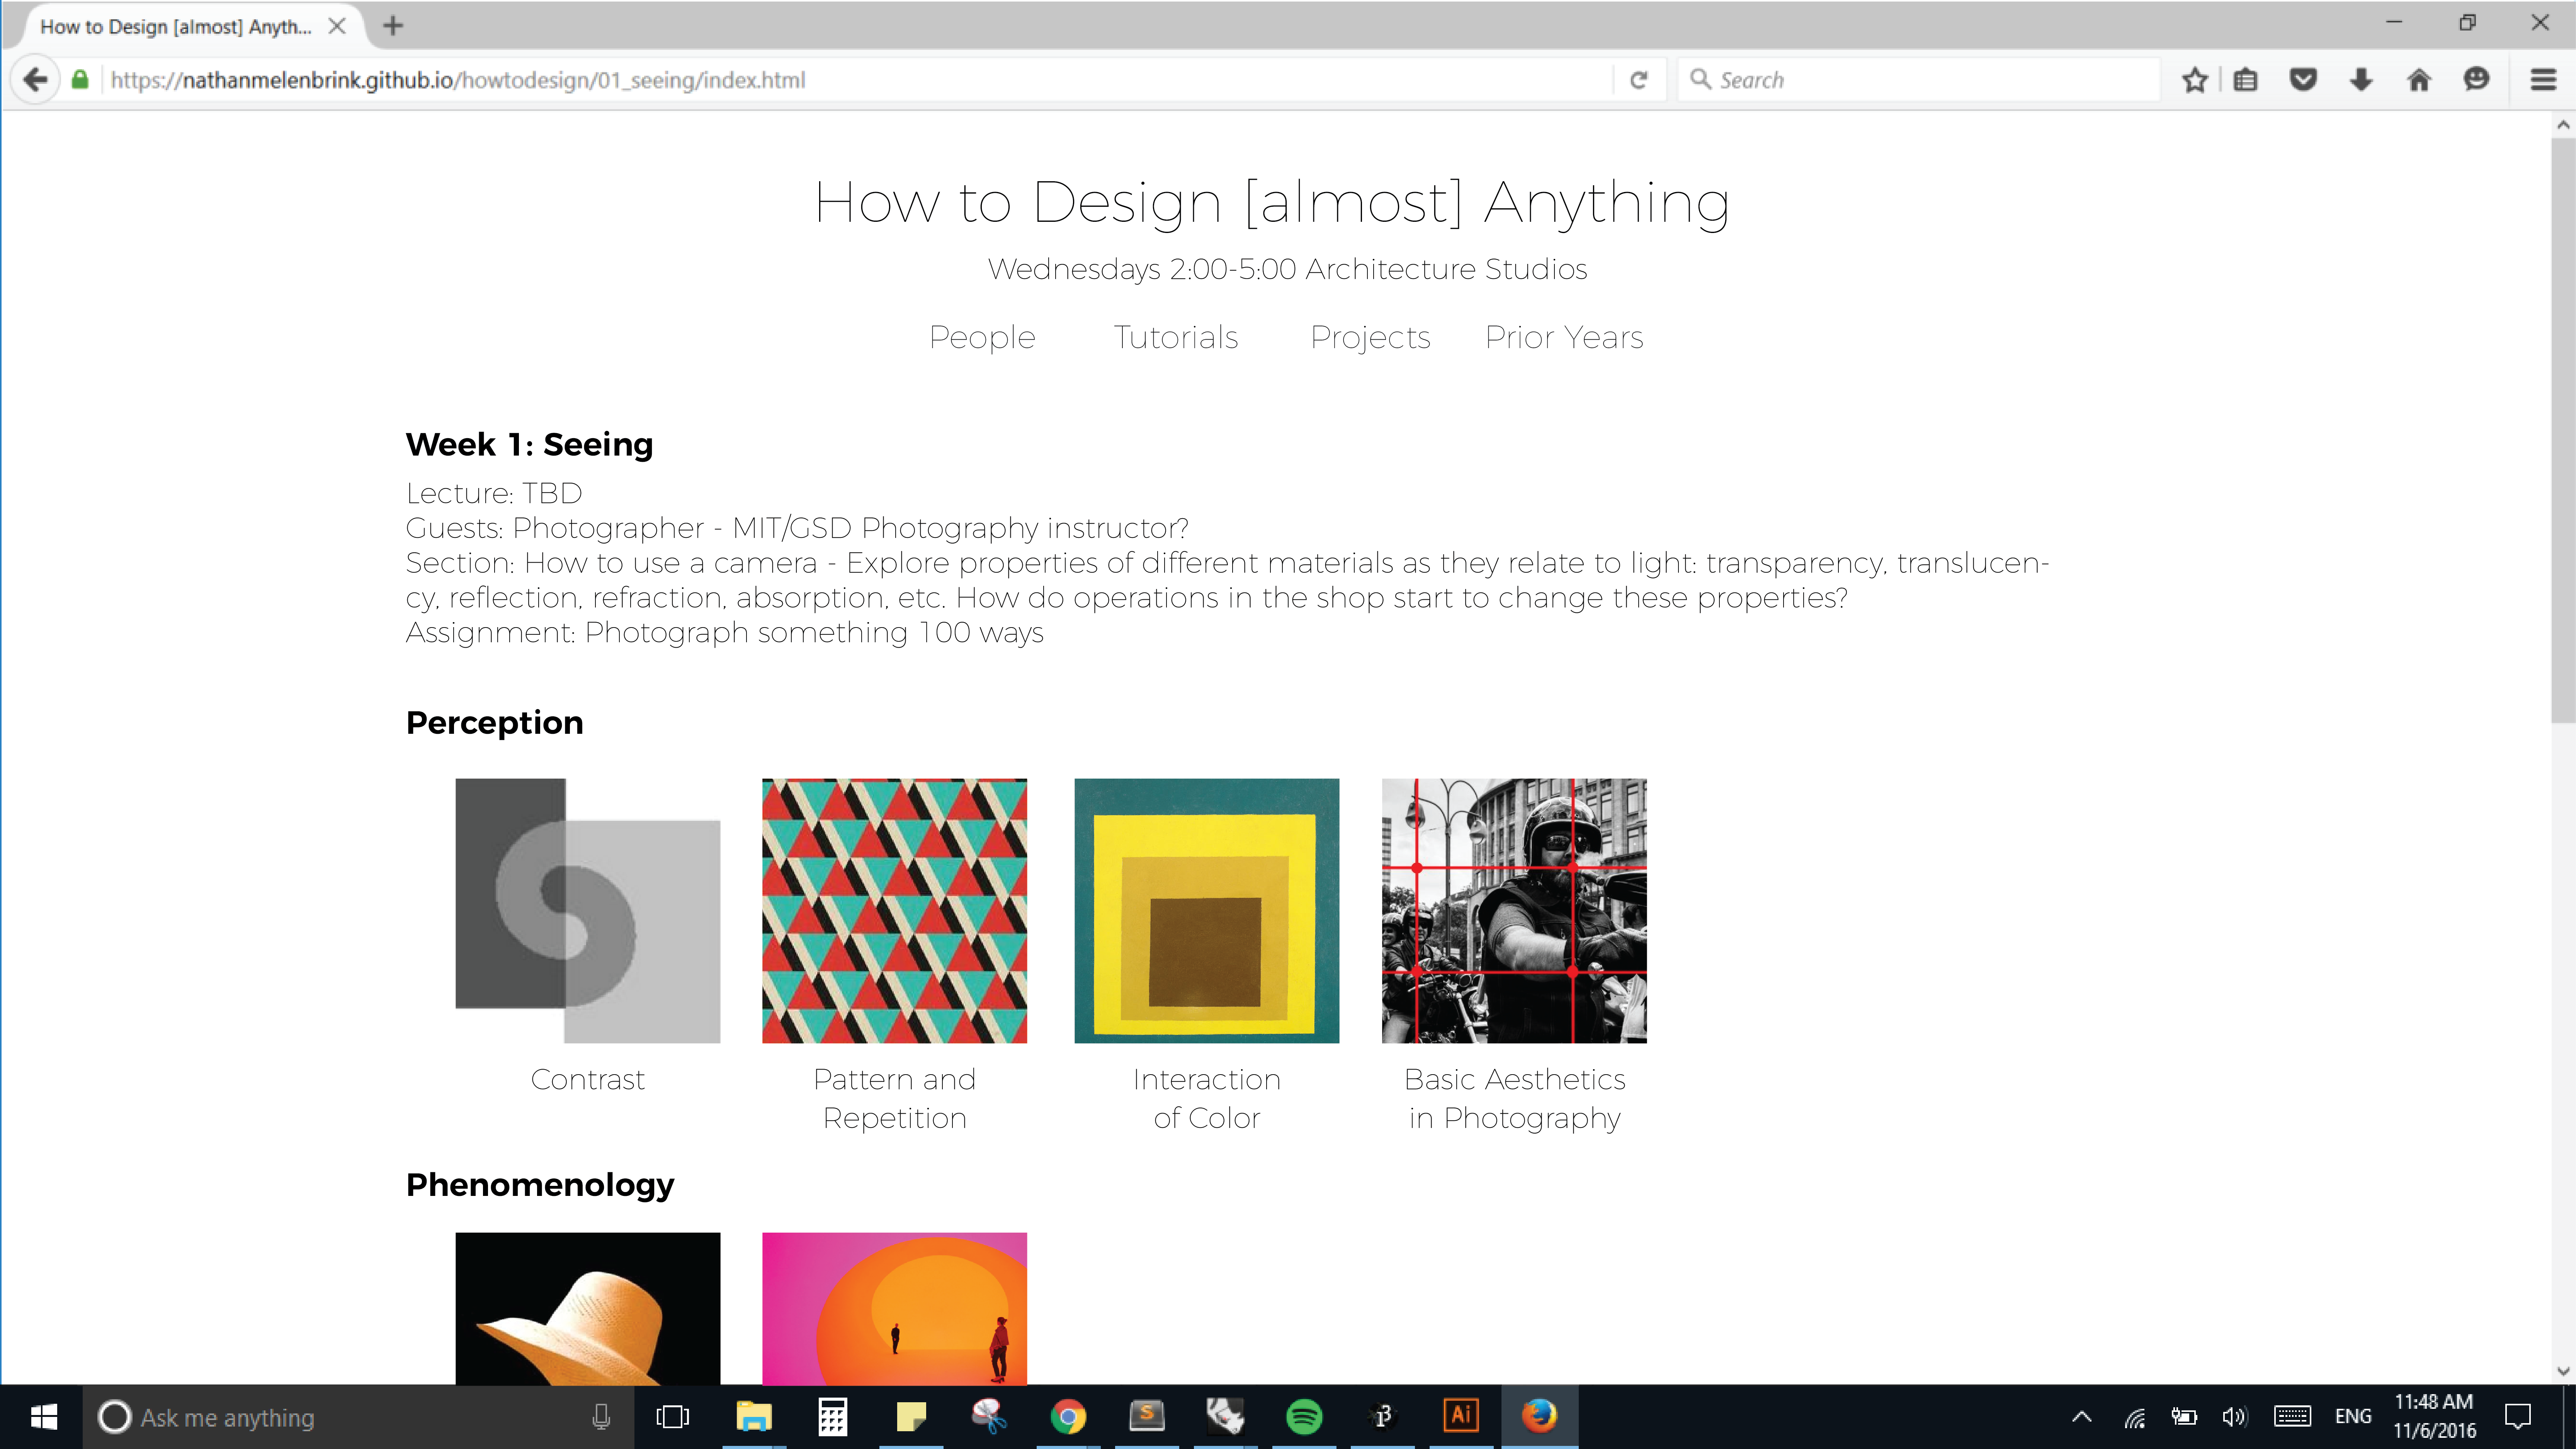 How to Design [almost] Anyth...
https://nathanmelenbrink.github.io/howtodesign/01_seeing/index.html
Search
How to Design [almost] Anything
Wednesdays 2:00-5:00 Architecture Studios
People Tutorials Projects Prior Years
Week 1: Seeing
Lecture: TBD
Guests: Photographer - MIT/GSD Photography instructor?
Section: How to use a camera - Explore properties of different materials as they relate to light: transparency, translucen-
cy, reflection, refraction, absorption, etc. How do operations in the shop start to change these properties?
Assignment: Photograph something 100 ways
Perception
Contrast
Pattern and
Repetition
Interaction
of Color
Basic Aesthetics
in Photography
Phenomenology
Ask me anything
S
Ai
ENG
11:48 AM
11/6/2016